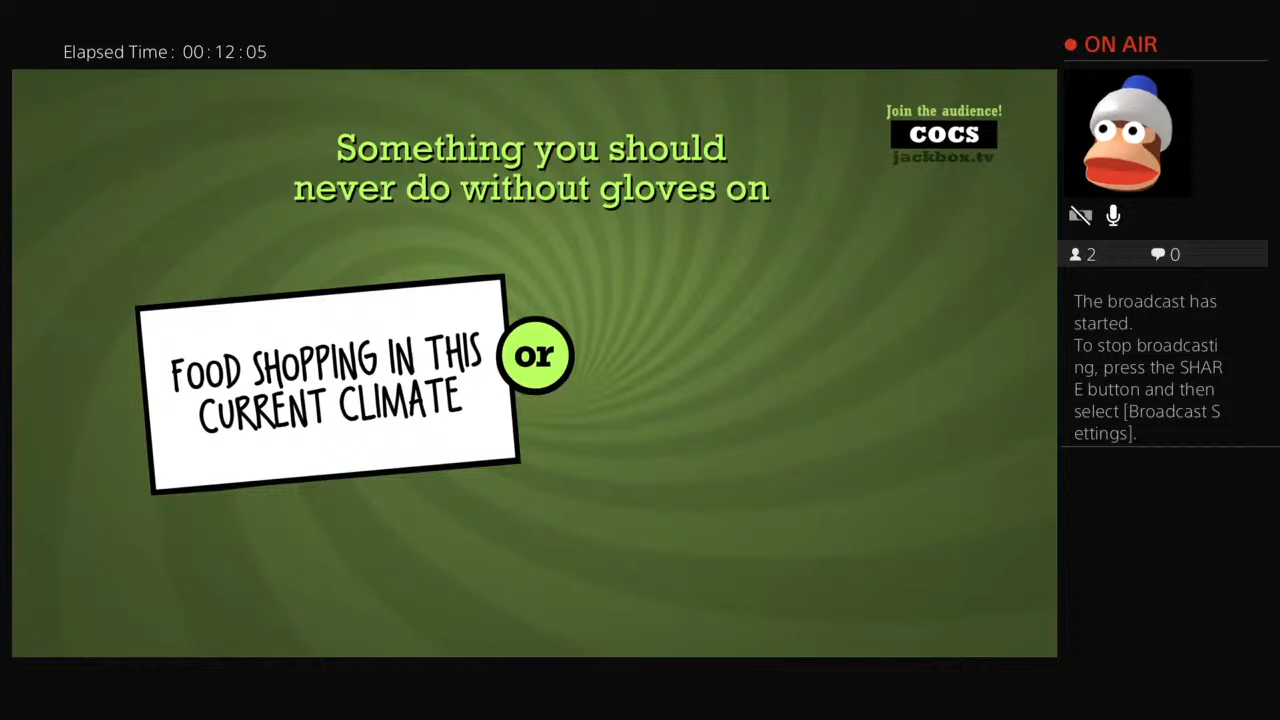 Elapsed Time: 00:12:05
ON AIR
Join the audience!
COCS
jackbox.tv
Something you should
never do without gloves on
FOOD SHOPPING IN THIS
CURRENT CLIMATE
or
2
0
The broadcast has
started.
To stop broadcasti
ng, press the SHAR
E button and then
select [Broadcast S
ettings].